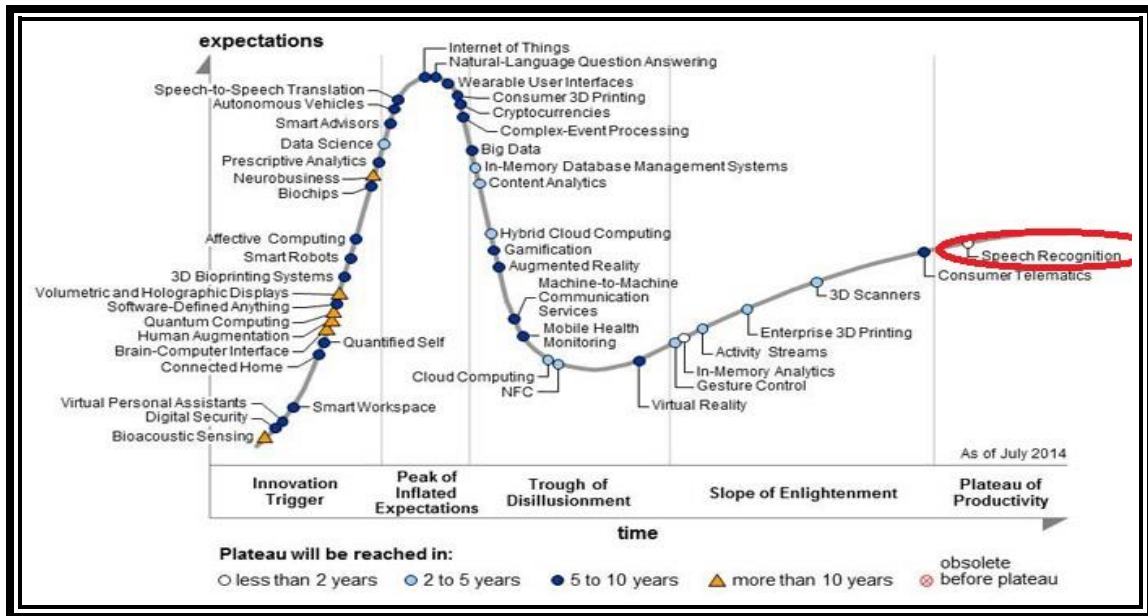 expectations
Internet of Things
Natural-Language Question Answering
Wearable User Interfaces
Speech-to-Speech Translation
Consumer 3D Printing
Autonomous Vehicles
Cryptocurrencies
Smart Advisors
Complex-Event Processing
Data Science
Big Data
Prescriptive Analytics
In-Memory Database Management Systems
Neurobusiness
Content Analytics
Biochips
Hybrid Cloud Computing
Affective Computing
Gamification
Smart Robots
Augmented Reality
3D Bioprinting Systems
Machine-to-Machine
Communication
Services
Volumetric and Holographic Displays
Software-Defined Anything
Quantum Computing
Human Augmentation
Mobile Health
Monitoring
Brain-Computer Interface
Quantified Self
Connected Home
Cloud Computing
NFC
Virtual Personal Assistants
Smart Workspace
Digital Security
Bioacoustic Sensing
Speech Recognition
Consumer Telematics
3D Scanners
Enterprise 3D Printing
Activity Streams
In-Memory Analytics
Gesture Control
Virtual Reality
As of July 2014
Innovation
Trigger
Peak of
Inflated
Expectations
Trough of
Disillusionment
Slope of Enlightenment
Plateau of
Productivity
time
Plateau will be reached in:
less than 2 years
2 to 5 years
5 to 10 years
more than 10 years
obsolete
before plateau